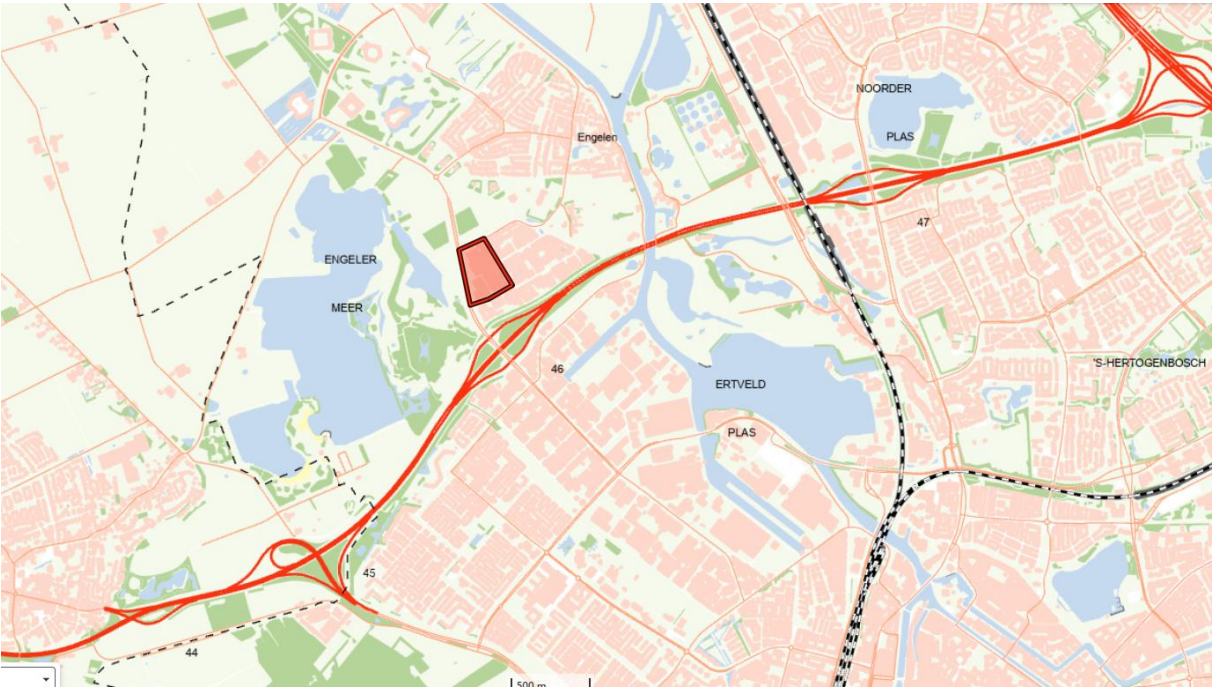 NOORDER
PLAS
Engelen
47
ENGELER
MEER
'S-HERTOGENBOSCH
46
ERTVELD
PLAS
45
44
500 m